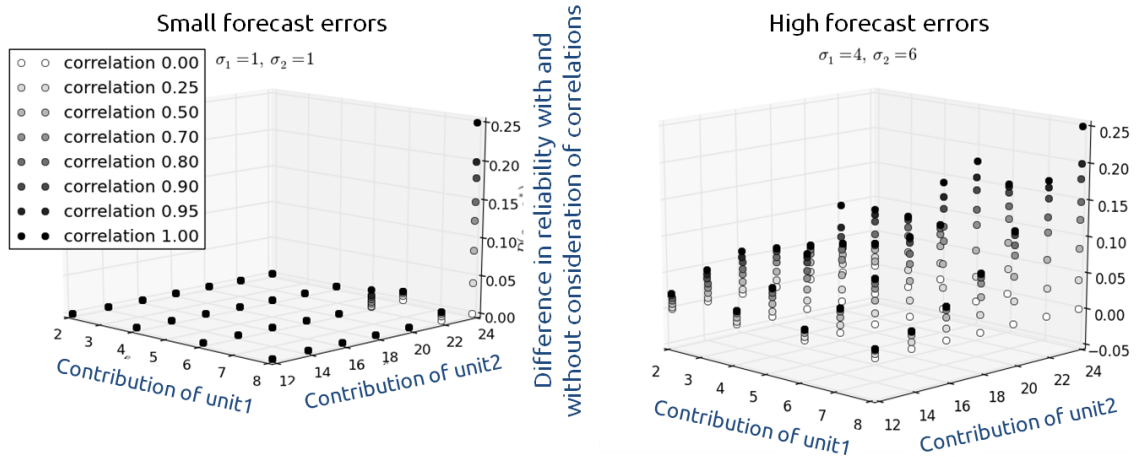 Small forecast errors
σ₁ =1, σ₂ =1
correlation 0.00
correlation 0.25
correlation 0.50
correlation 0.70
correlation 0.80
correlation 0.90
correlation 0.95
correlation 1.00
0.25
0.20
0.15
0.10
0.05
0.00
2 3 4 5 6 7 8
12 14 16 18 20 22 24
Contribution of unit1
Contribution of unit2
Difference in reliability with and
without consideration of correlations
High forecast errors
σ₁ =4, σ₂ =6
0.25
0.20
0.15
0.10
0.05
0.00
−0.05
2 3 4 5 6 7 8
12 14 16 18 20 22 24
Contribution of unit1
Contribution of unit2